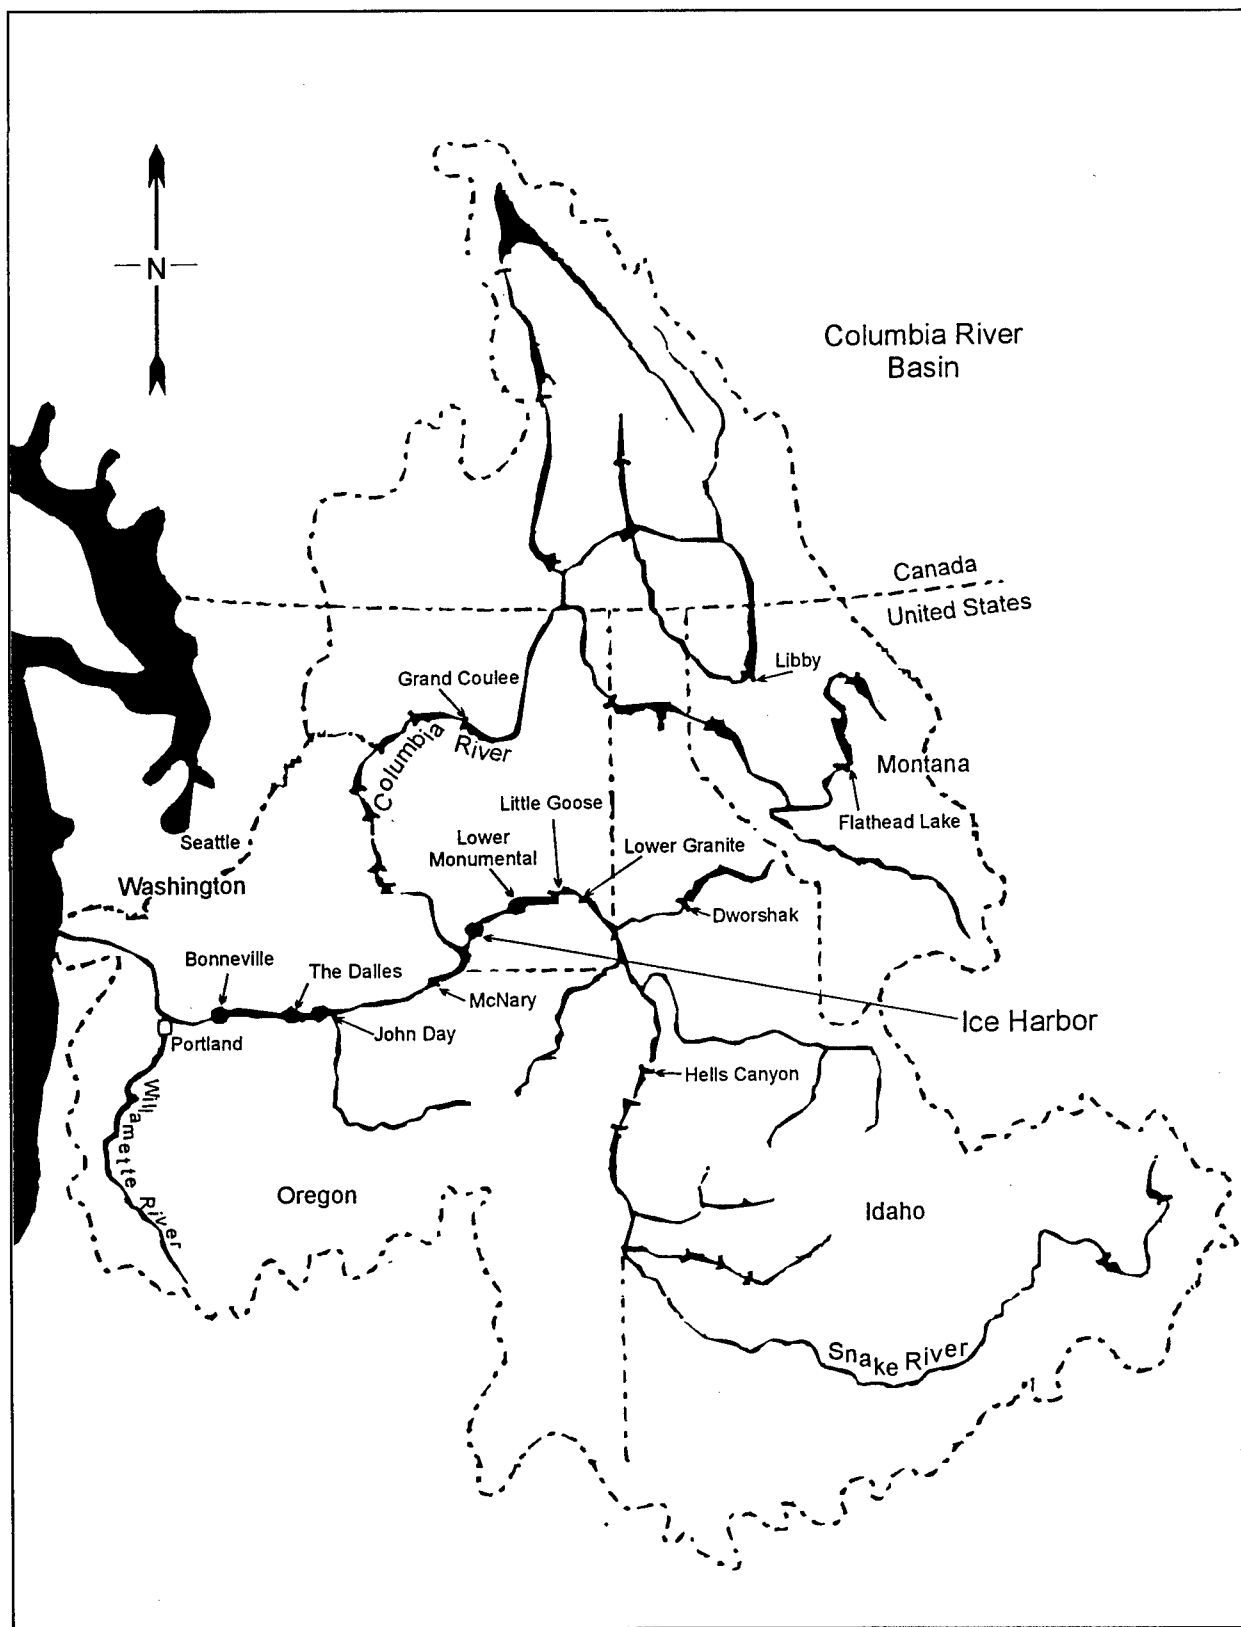 N
Columbia River
Basin
Canada
United States
Libby
Grand Coulee
Columbia River
Montana
Flathead Lake
Little Goose
Lower
Monumental
Lower Granite
Seattle
Washington
Dworshak
Bonneville
The Dalles
McNary
Ice Harbor
John Day
Portland
Hells Canyon
Willamette River
Oregon
Idaho
Snake River